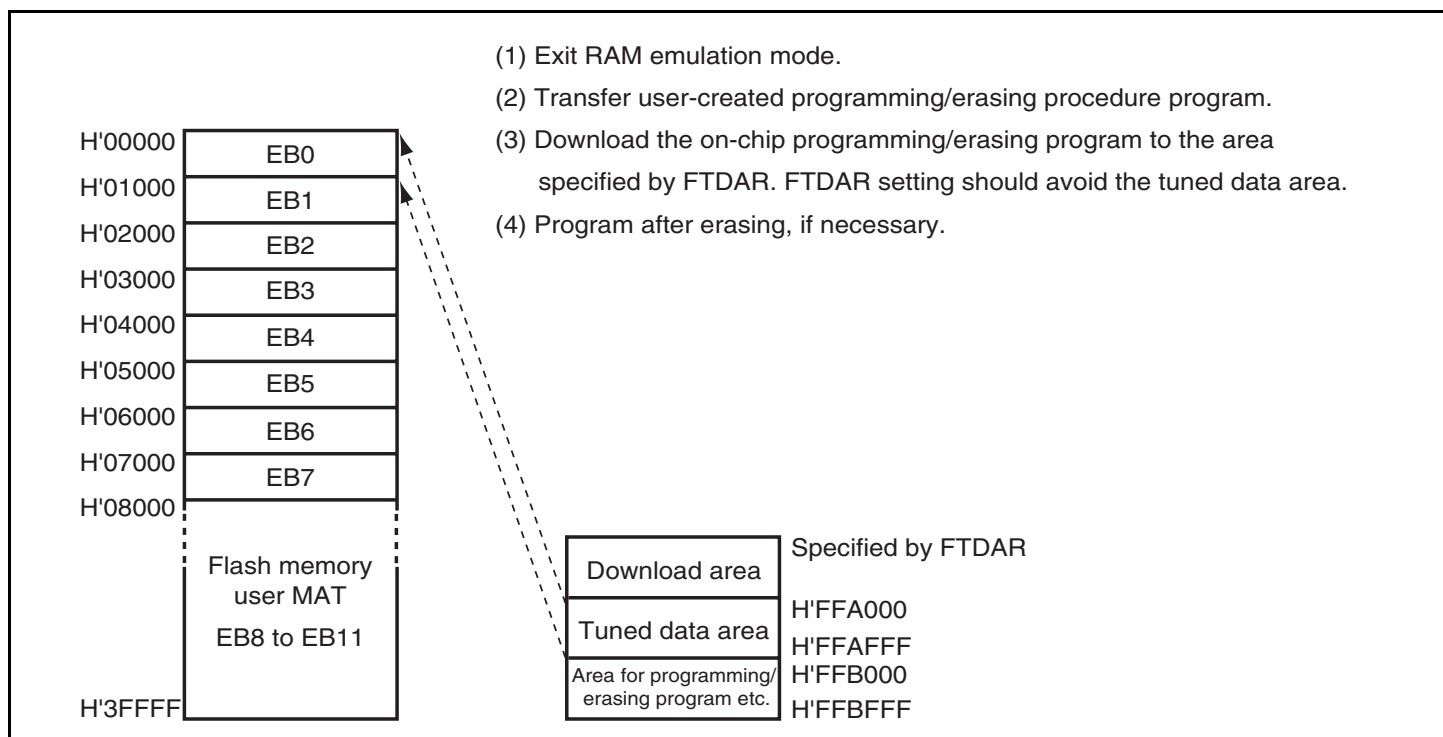 (1) Exit RAM emulation mode.
(2) Transfer user-created programming/erasing procedure program.
(3) Download the on-chip programming/erasing program to the area
specified by FTDAR. FTDAR setting should avoid the tuned data area.
(4) Program after erasing, if necessary.
H'00000
EB0
H'01000
EB1
H'02000
EB2
H'03000
EB3
H'04000
EB4
H'05000
EB5
H'06000
EB6
H'07000
EB7
H'08000
Flash memory
user MAT
EB8 to EB11
H'3FFFF
Specified by FTDAR
Download area
H'FFA000
Tuned data area
H'FFAFFF
H'FFB000
Area for programming/
erasing program etc.
H'FFBFFF